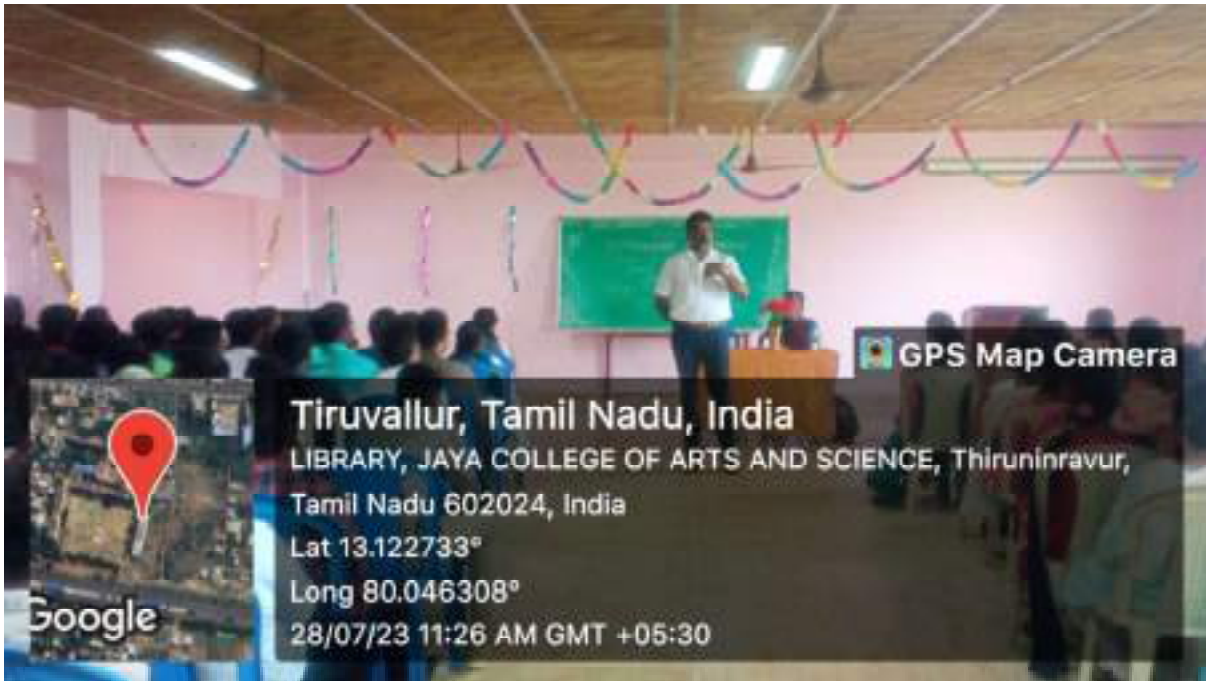 GPS Map Camera
Tiruvallur, Tamil Nadu, India
LIBRARY, JAYA COLLEGE OF ARTS AND SCIENCE, Thiruninravur,
Tamil Nadu 602024, India
Lat 13.122733°
Long 80.046308°
28/07/23 11:26 AM GMT +05:30
Google